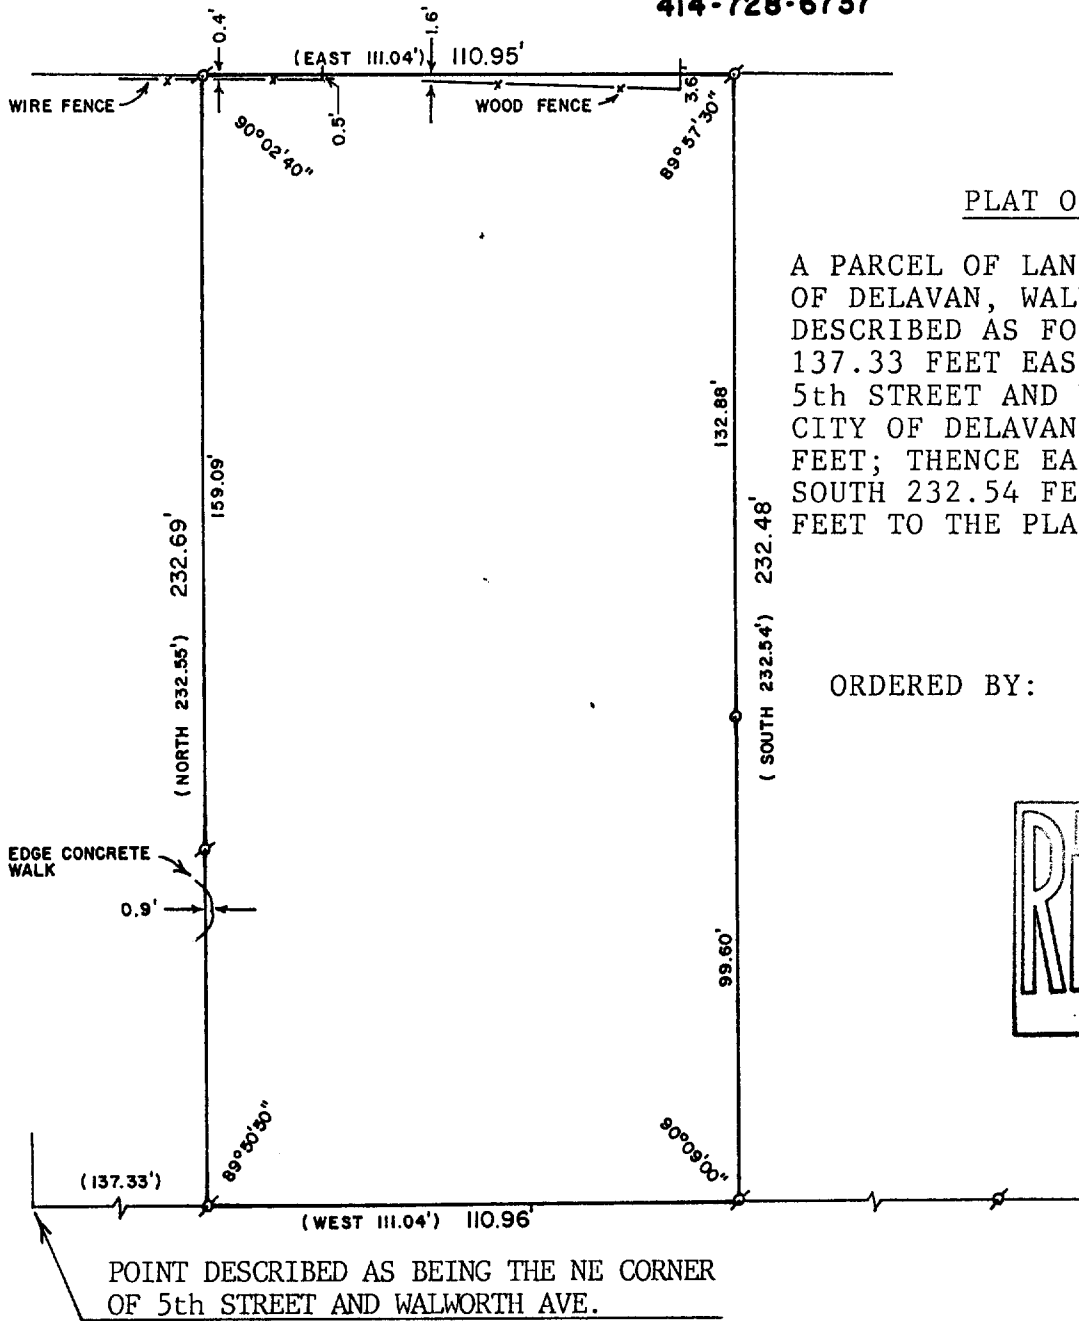 414-728-6737
0.4'
1.6'
(EAST 111.04') 110.95'
WIRE FENCE
WOOD FENCE
3.6'
0.5'
90°02'40"
89°57'30"
PLAT O
A PARCEL OF LAN
OF DELAVAN, WAL
DESCRIBED AS FO
137.33 FEET EAS
5th STREET AND
CITY OF DELAVAN
FEET; THENCE EA
SOUTH 232.54 FE
FEET TO THE PLA
132.88'
159.09'
(NORTH 232.55') 232.69'
(SOUTH 232.54') 232.48'
ORDERED BY:
EDGE CONCRETE
WALK
0.9'
99.60'
89°50'50"
90°09'00"
(137.33')
(WEST 111.04') 110.96'
POINT DESCRIBED AS BEING THE NE CORNER
OF 5th STREET AND WALWORTH AVE.